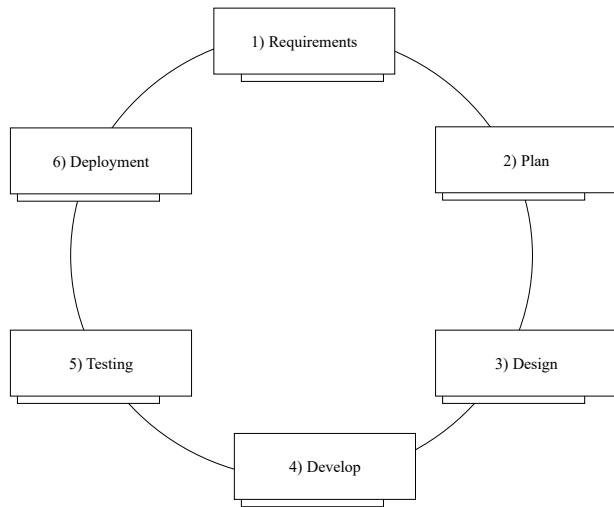 1) Requirements
2) Plan
3) Design
4) Develop
5) Testing
6) Deployment